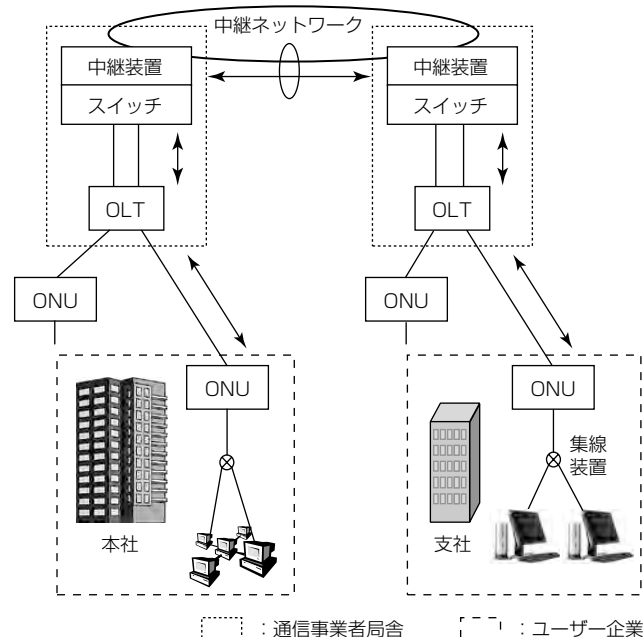 中継ネットワーク
中継装置
スイッチ
中継装置
スイッチ
OLT
OLT
ONU
ONU
ONU
ONU
集線
装置
本社
支社
：通信事業者局舎
：ユーザー企業